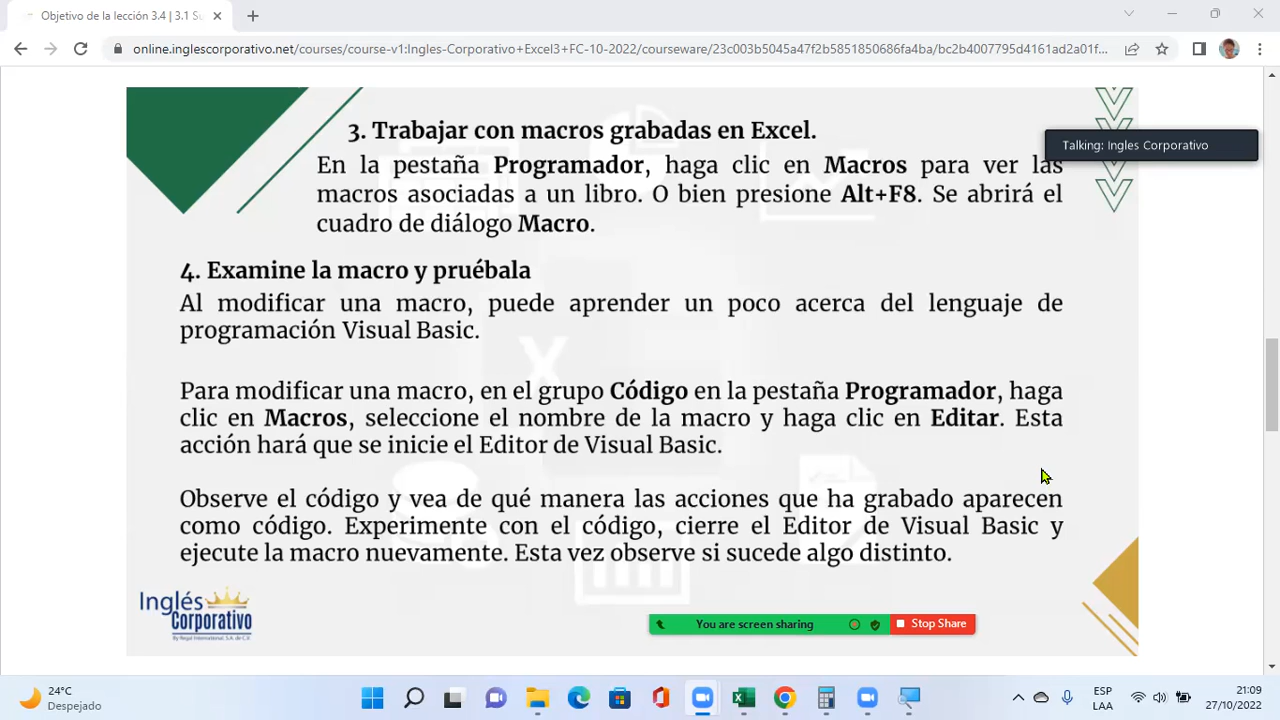 Objetivo de la lección 3.4 | 3.1 Su
online.inglescorporativo.net/courses/course-v1:Ingles-Corporativo+Excel3+FC-10-2022/courseware/23c003b5045a47f2b5851850686fa4ba/bc2b4007795d4161ad2a01f...
3. Trabajar con macros grabadas en Excel.
Talking: Ingles Corporativo
En la pestaña Programador, haga clic en Macros para ver las
macros asociadas a un libro. O bien presione Alt+F8. Se abrirá el
cuadro de diálogo Macro.
4. Examine la macro y pruébala
Al modificar una macro, puede aprender un poco acerca del lenguaje de
programación Visual Basic.
Para modificar una macro, en el grupo Código en la pestaña Programador, haga
clic en Macros, seleccione el nombre de la macro y haga clic en Editar. Esta
acción hará que se inicie el Editor de Visual Basic.
Observe el código y vea de qué manera las acciones que ha grabado aparecen
como código. Experimente con el código, cierre el Editor de Visual Basic y
ejecute la macro nuevamente. Esta vez observe si sucede algo distinto.
Inglés
Corporativo
By Regal International, S.A. de C.V.
You are screen sharing
Stop Share
24°C
Despejado
ESP
LAA
21:09
27/10/2022